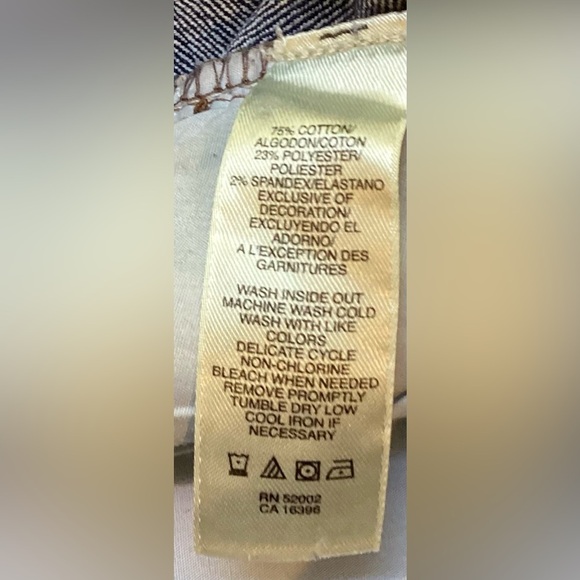 75% COTTON/
ALGODON/COTON
23% POLYESTER/
POLIESTER
2% SPANDEX/ELASTANO
EXCLUSIVE OF
DECORATION/
EXCLUYENDO EL
ADORNO/
A L'EXCEPTION DES
GARNITURES
WASH INSIDE OUT
MACHINE WASH COLD
WASH WITH LIKE
COLORS
DELICATE CYCLE
NON-CHLORINE
BLEACH WHEN NEEDED
REMOVE PROMPTLY
TUMBLE DRY LOW
COOL IRON IF
NECESSARY
RN 52002
CA 16396